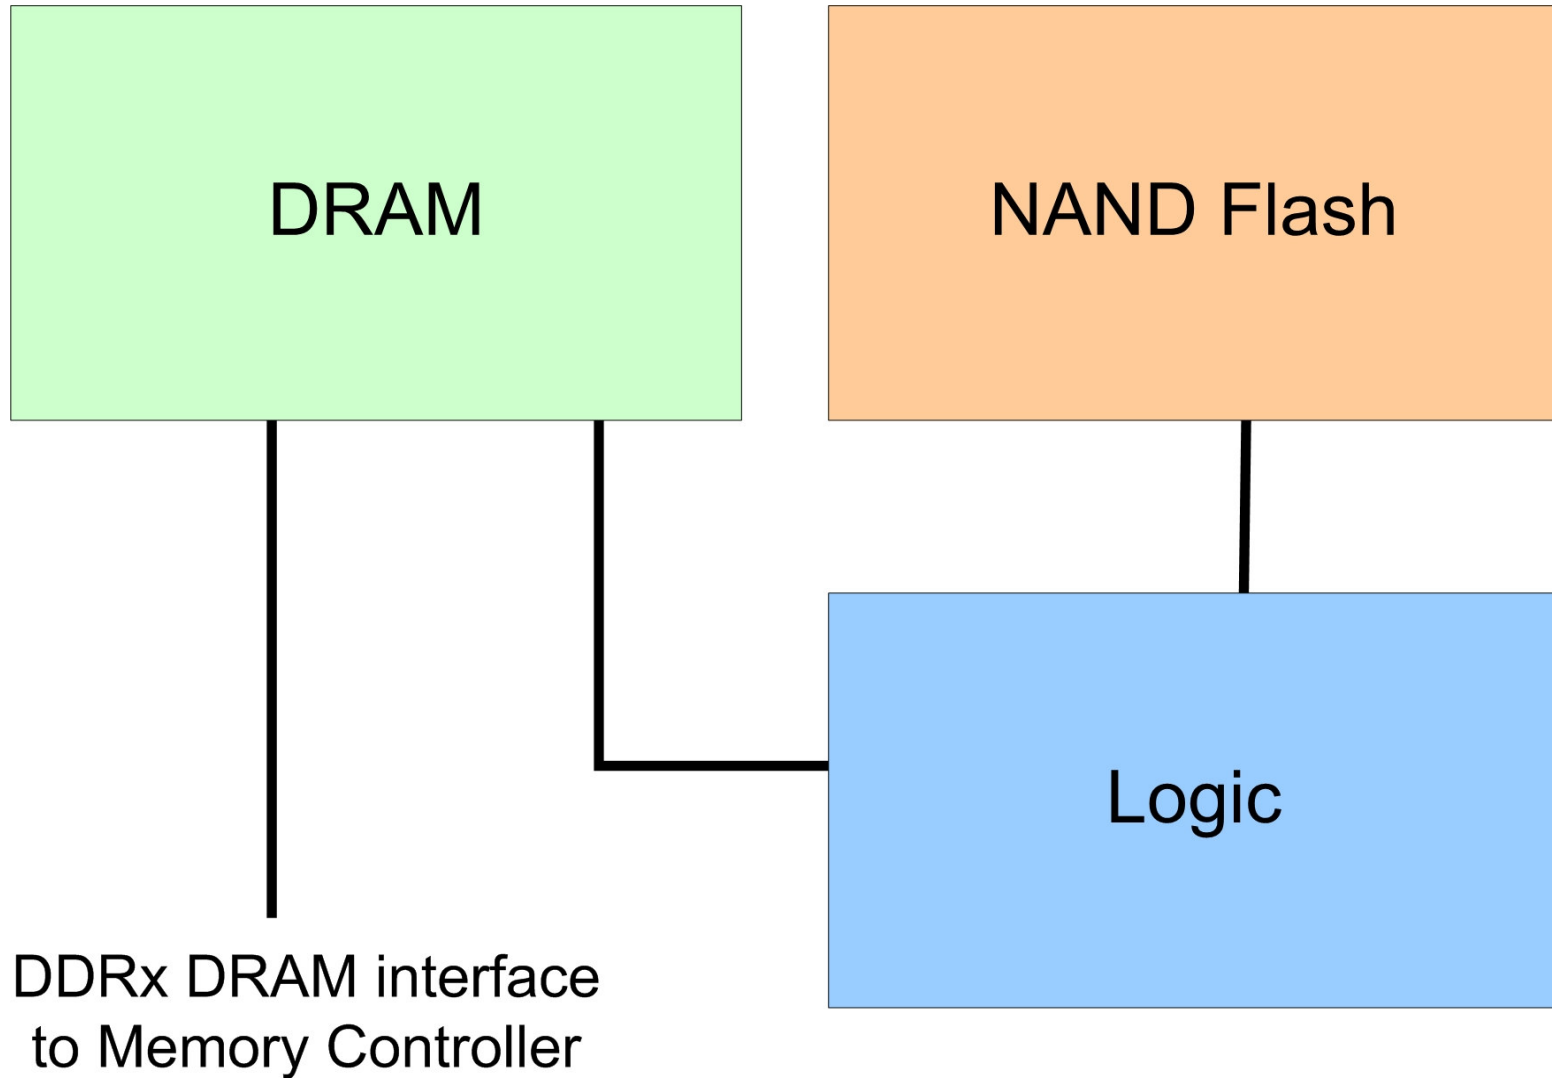 DRAM
NAND Flash
Logic
DDRx DRAM interface
to Memory Controller